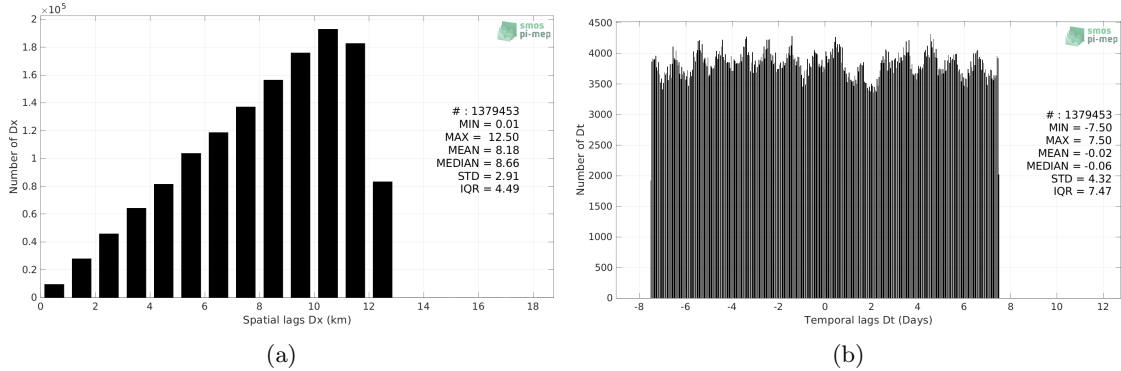 ×10⁵
2
1.8
1.6
1.4
1.2
1
0.8
0.6
0.4
0.2
0
0 2 4 6 8 10 12 14 16 18
Number of Dx
Spatial lags Dx (km)
smos
pi-mep
# : 1379453
MIN = 0.01
MAX = 12.50
MEAN = 8.18
MEDIAN = 8.66
STD = 2.91
IQR = 4.49
(a)
4500
4000
3500
3000
2500
2000
1500
1000
500
0
-8 -6 -4 -2 0 2 4 6 8 10 12
Number of Dt
Temporal lags Dt (Days)
smos
pi-mep
# : 1379453
MIN = -7.50
MAX = 7.50
MEAN = -0.02
MEDIAN = -0.06
STD = 4.32
IQR = 7.47
(b)